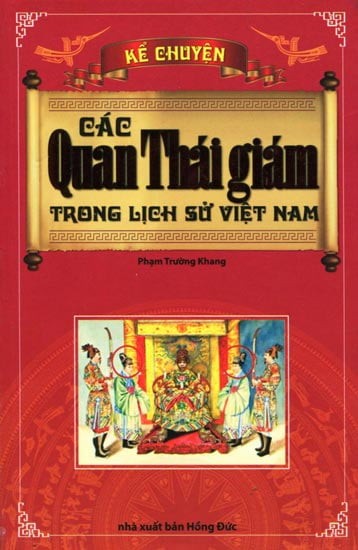 KỂ CHUYỆN
CÁC
Quan Thái giám
TRONG LỊCH SỬ VIỆT NAM
Phạm Trường Khang
nhà xuất bản Hồng Đức